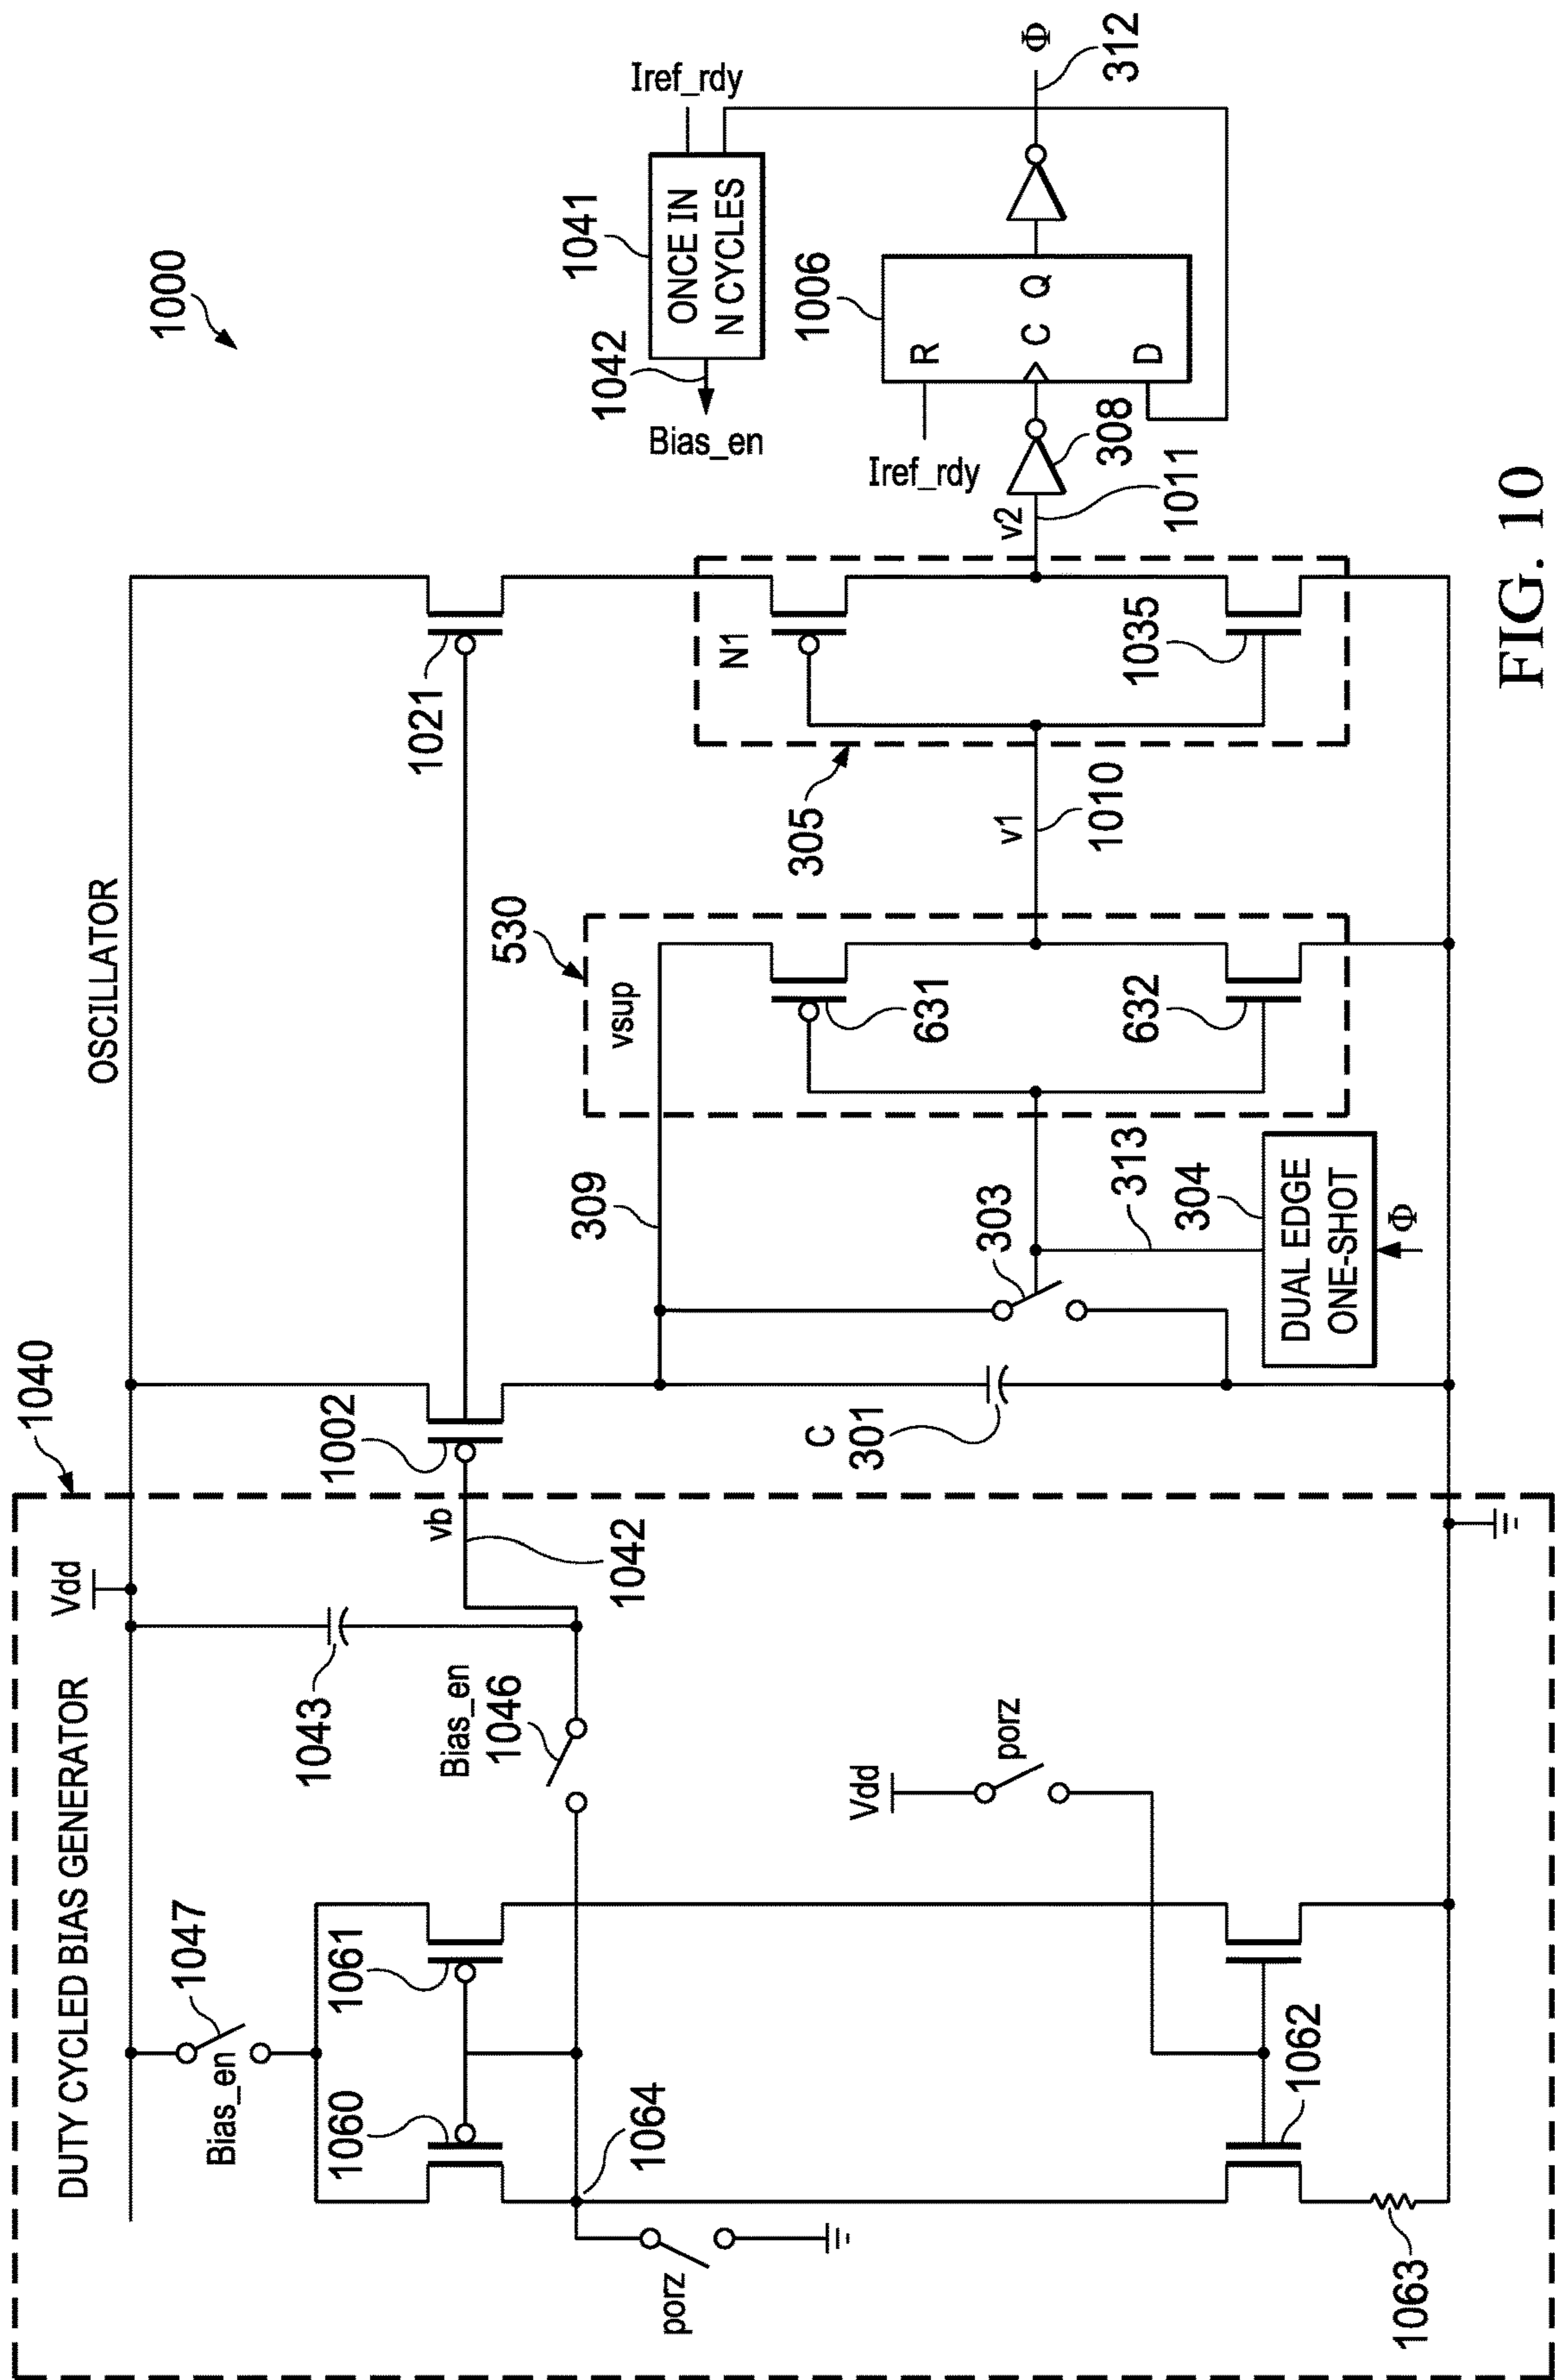 1000
DUTY CYCLED BIAS GENERATOR
1040
OSCILLATOR
Vdd
1047
Bias_en
1060
1061
1064
porz
1043
Bias_en
1046
vb
1042
Vdd
porz
1062
1063
1002
C
301
309
303
313
304
DUAL EDGE
ONE-SHOT
Φ
530
vsup
631
632
v1
1010
1021
305
N1
1035
v2
1011
308
Iref_rdy
R
C
Q
D
1006
1041
ONCE IN
N CYCLES
1042
Bias_en
Iref_rdy
Φ
312
FIG. 10